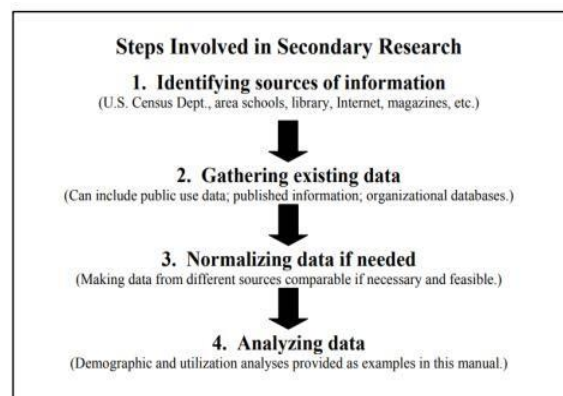 Steps Involved in Secondary Research
1. Identifying sources of information
(U.S. Census Dept., area schools, library, Internet, magazines, etc.)
2. Gathering existing data
(Can include public use data; published information; organizational databases.)
3. Normalizing data if needed
(Making data from different sources comparable if necessary and feasible.)
4. Analyzing data
(Demographic and utilization analyses provided as examples in this manual.)